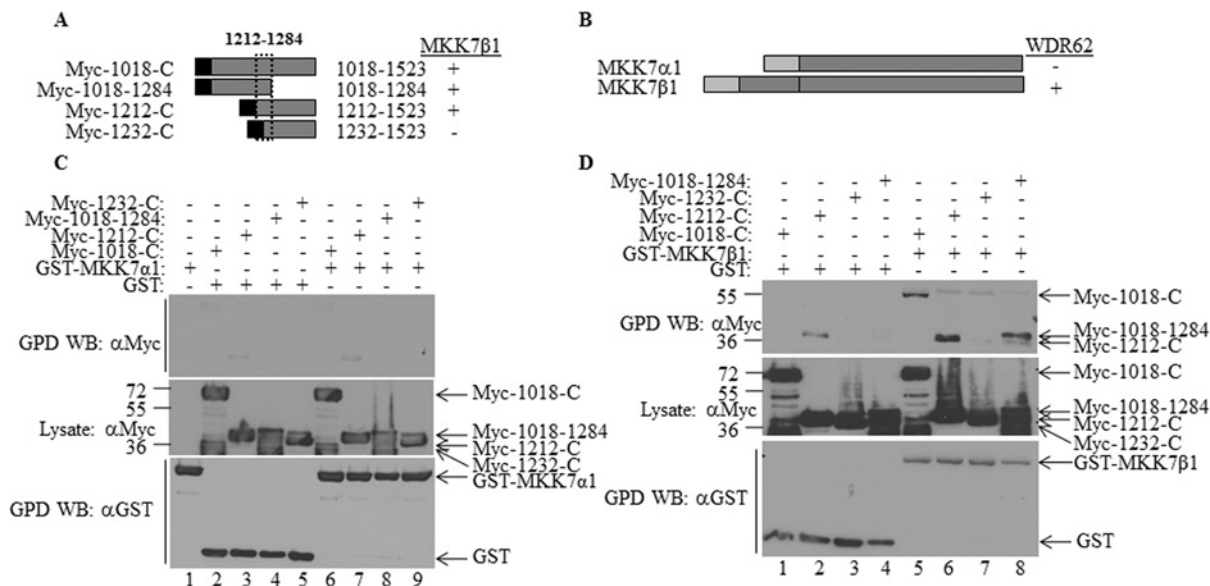 A
1212-1284
MKK7β1
Myc-1018-C 1018-1523 +
Myc-1018-1284 1018-1284 +
Myc-1212-C 1212-1523 +
Myc-1232-C 1232-1523 -
B
WDR62
MKK7α1 -
MKK7β1 +
C
Myc-1232-C: - - - - + - - - +
Myc-1018-1284: - - - + - - - + -
Myc-1212-C: - - + - - - + - -
Myc-1018-C: - + - - - + - - -
GST-MKK7α1: + - - - - + + + +
GST: - + + + + - - - -
GPD WB: αMyc
72
55
36
Lysate: αMyc
Myc-1018-C
Myc-1018-1284
Myc-1212-C
Myc-1232-C
GST-MKK7α1
GPD WB: αGST
GST
1 2 3 4 5 6 7 8 9
D
Myc-1018-1284: - - - + - - - +
Myc-1232-C: - - + - - - + -
Myc-1212-C: - + - - - + - -
Myc-1018-C: + - - - + - - -
GST-MKK7β1: - - - - + + + +
GST: + + + + - - - -
55
36
GPD WB: αMyc
Myc-1018-C
Myc-1018-1284
Myc-1212-C
72
55
36
Lysate: αMyc
Myc-1018-C
Myc-1018-1284
Myc-1212-C
Myc-1232-C
GST-MKK7β1
GPD WB: αGST
GST
1 2 3 4 5 6 7 8